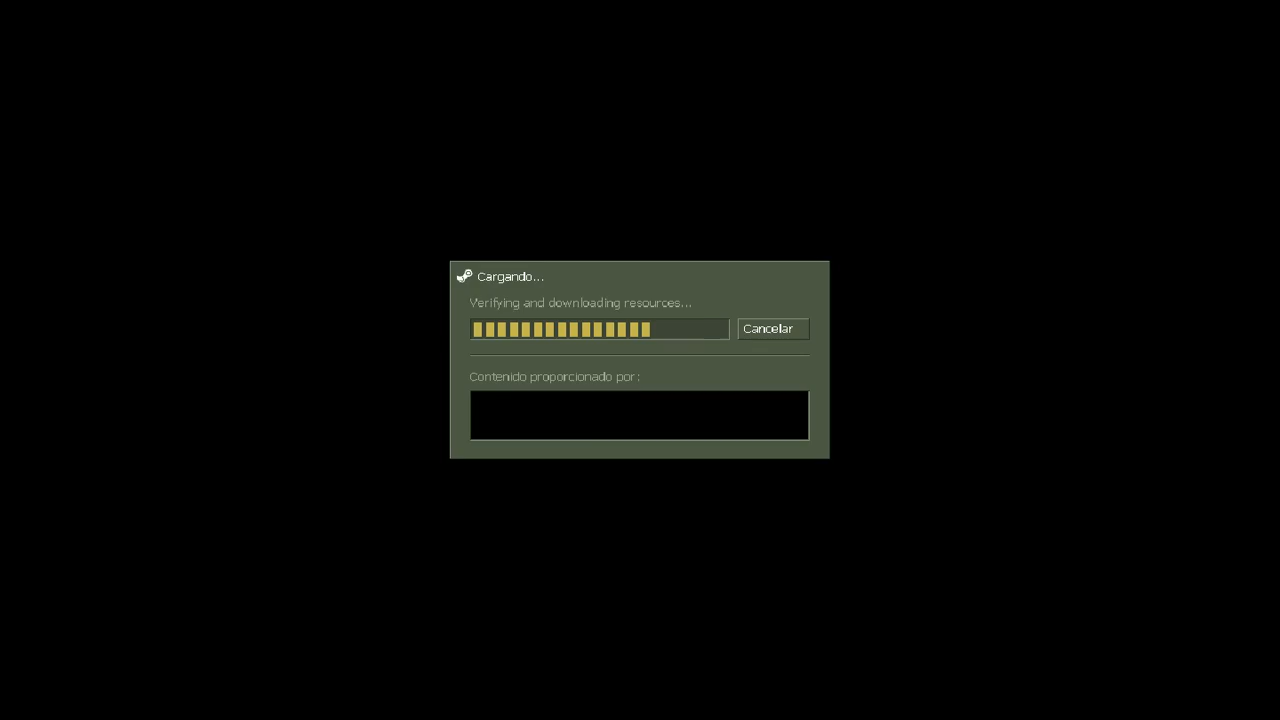 Cargando...
Verifying and downloading resources...
Cancelar
Contenido proporcionado por: